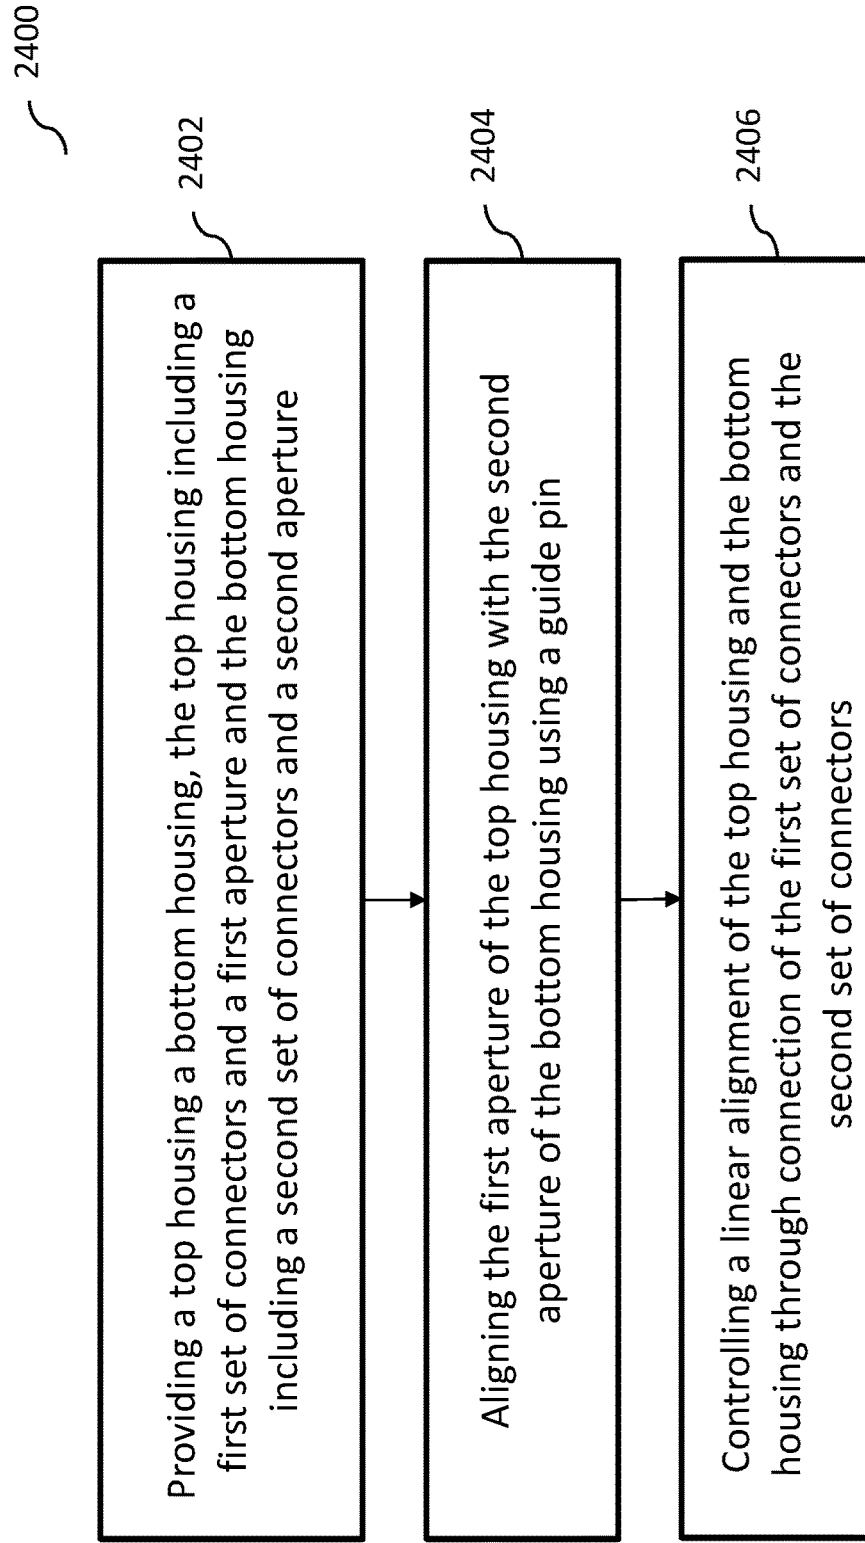 2400
2402
Providing a top housing a bottom housing, the top housing including a
first set of connectors and a first aperture and the bottom housing
including a second set of connectors and a second aperture
2404
Aligning the first aperture of the top housing with the second
aperture of the bottom housing using a guide pin
2406
Controlling a linear alignment of the top housing and the bottom
housing through connection of the first set of connectors and the
second set of connectors